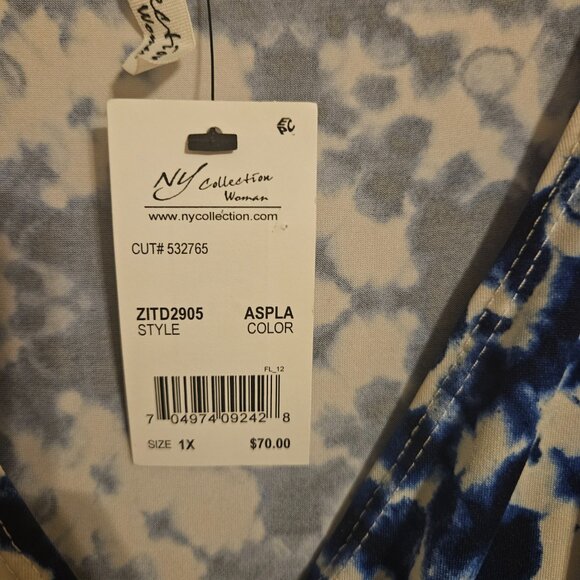 NY Collection
Woman
www.nycollection.com
CUT# 532765
ZITD2905 ASPLA
STYLE COLOR
FL_12
7 04974 09242 8
SIZE 1X $70.00